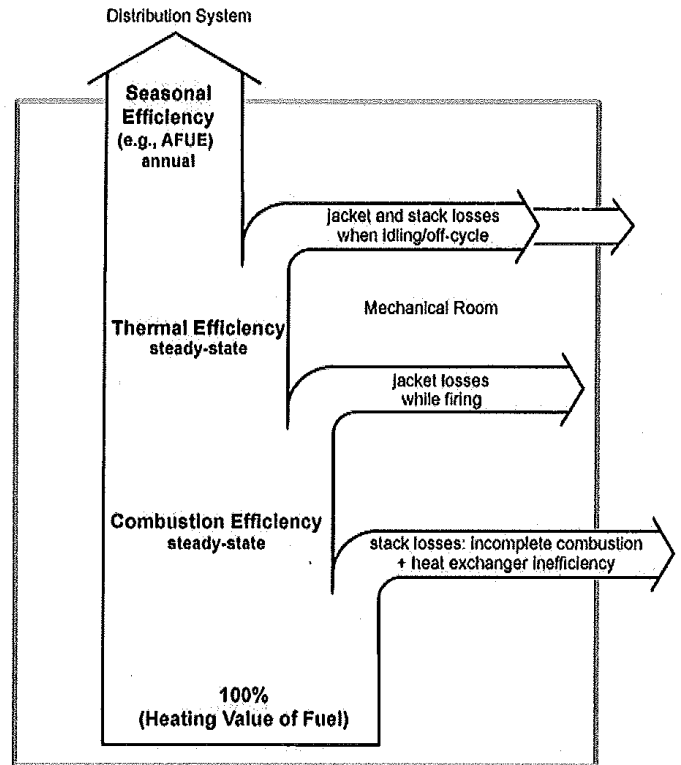 Distribution System
Seasonal
Efficiency
(e.g., AFUE)
annual
jacket and stack losses
when idling/off-cycle
Mechanical Room
Thermal Efficiency
steady-state
jacket losses
while firing
Combustion Efficiency
steady-state
stack losses: incomplete combustion
+ heat exchanger inefficiency
100%
(Heating Value of Fuel)